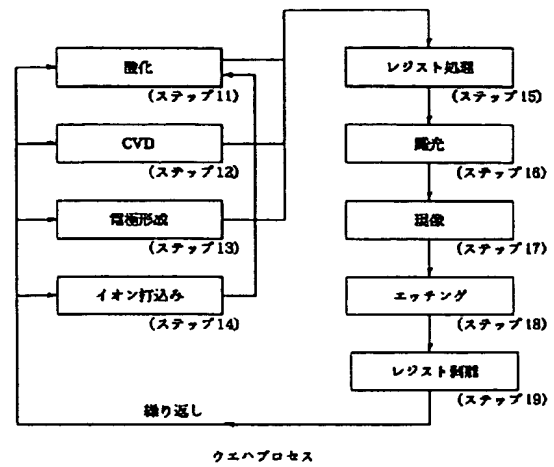 酸化
(ステップ11)
CVD
(ステップ12)
電極形成
(ステップ13)
イオン打込み
(ステップ14)
レジスト処理
(ステップ15)
露光
(ステップ16)
現像
(ステップ17)
エッチング
(ステップ18)
レジスト剥離
(ステップ19)
繰り返し
ウエハプロセス